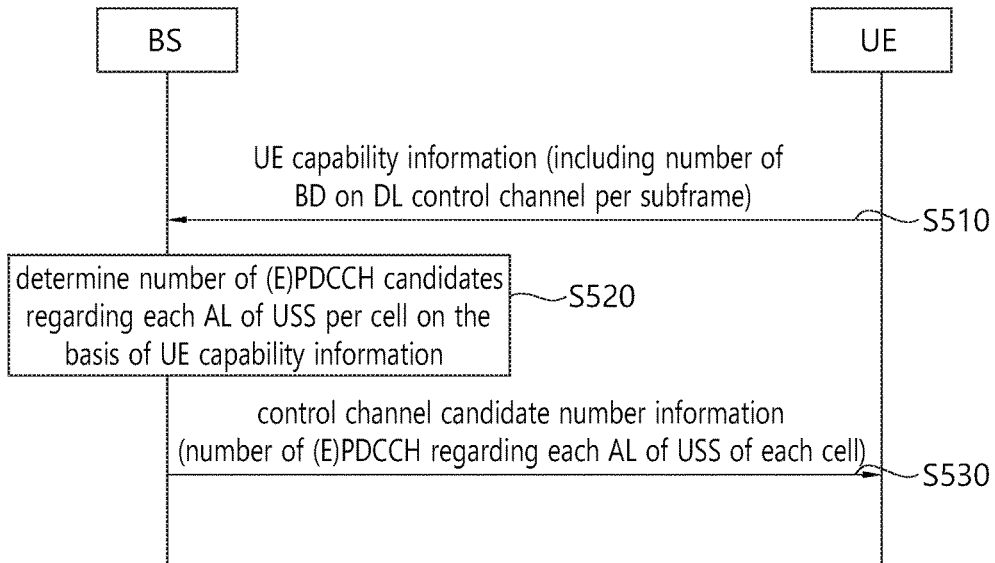 BS
UE
UE capability information (including number of
BD on DL control channel per subframe)
S510
determine number of (E)PDCCH candidates
regarding each AL of USS per cell on the
basis of UE capability information
S520
control channel candidate number information
(number of (E)PDCCH regarding each AL of USS of each cell)
S530